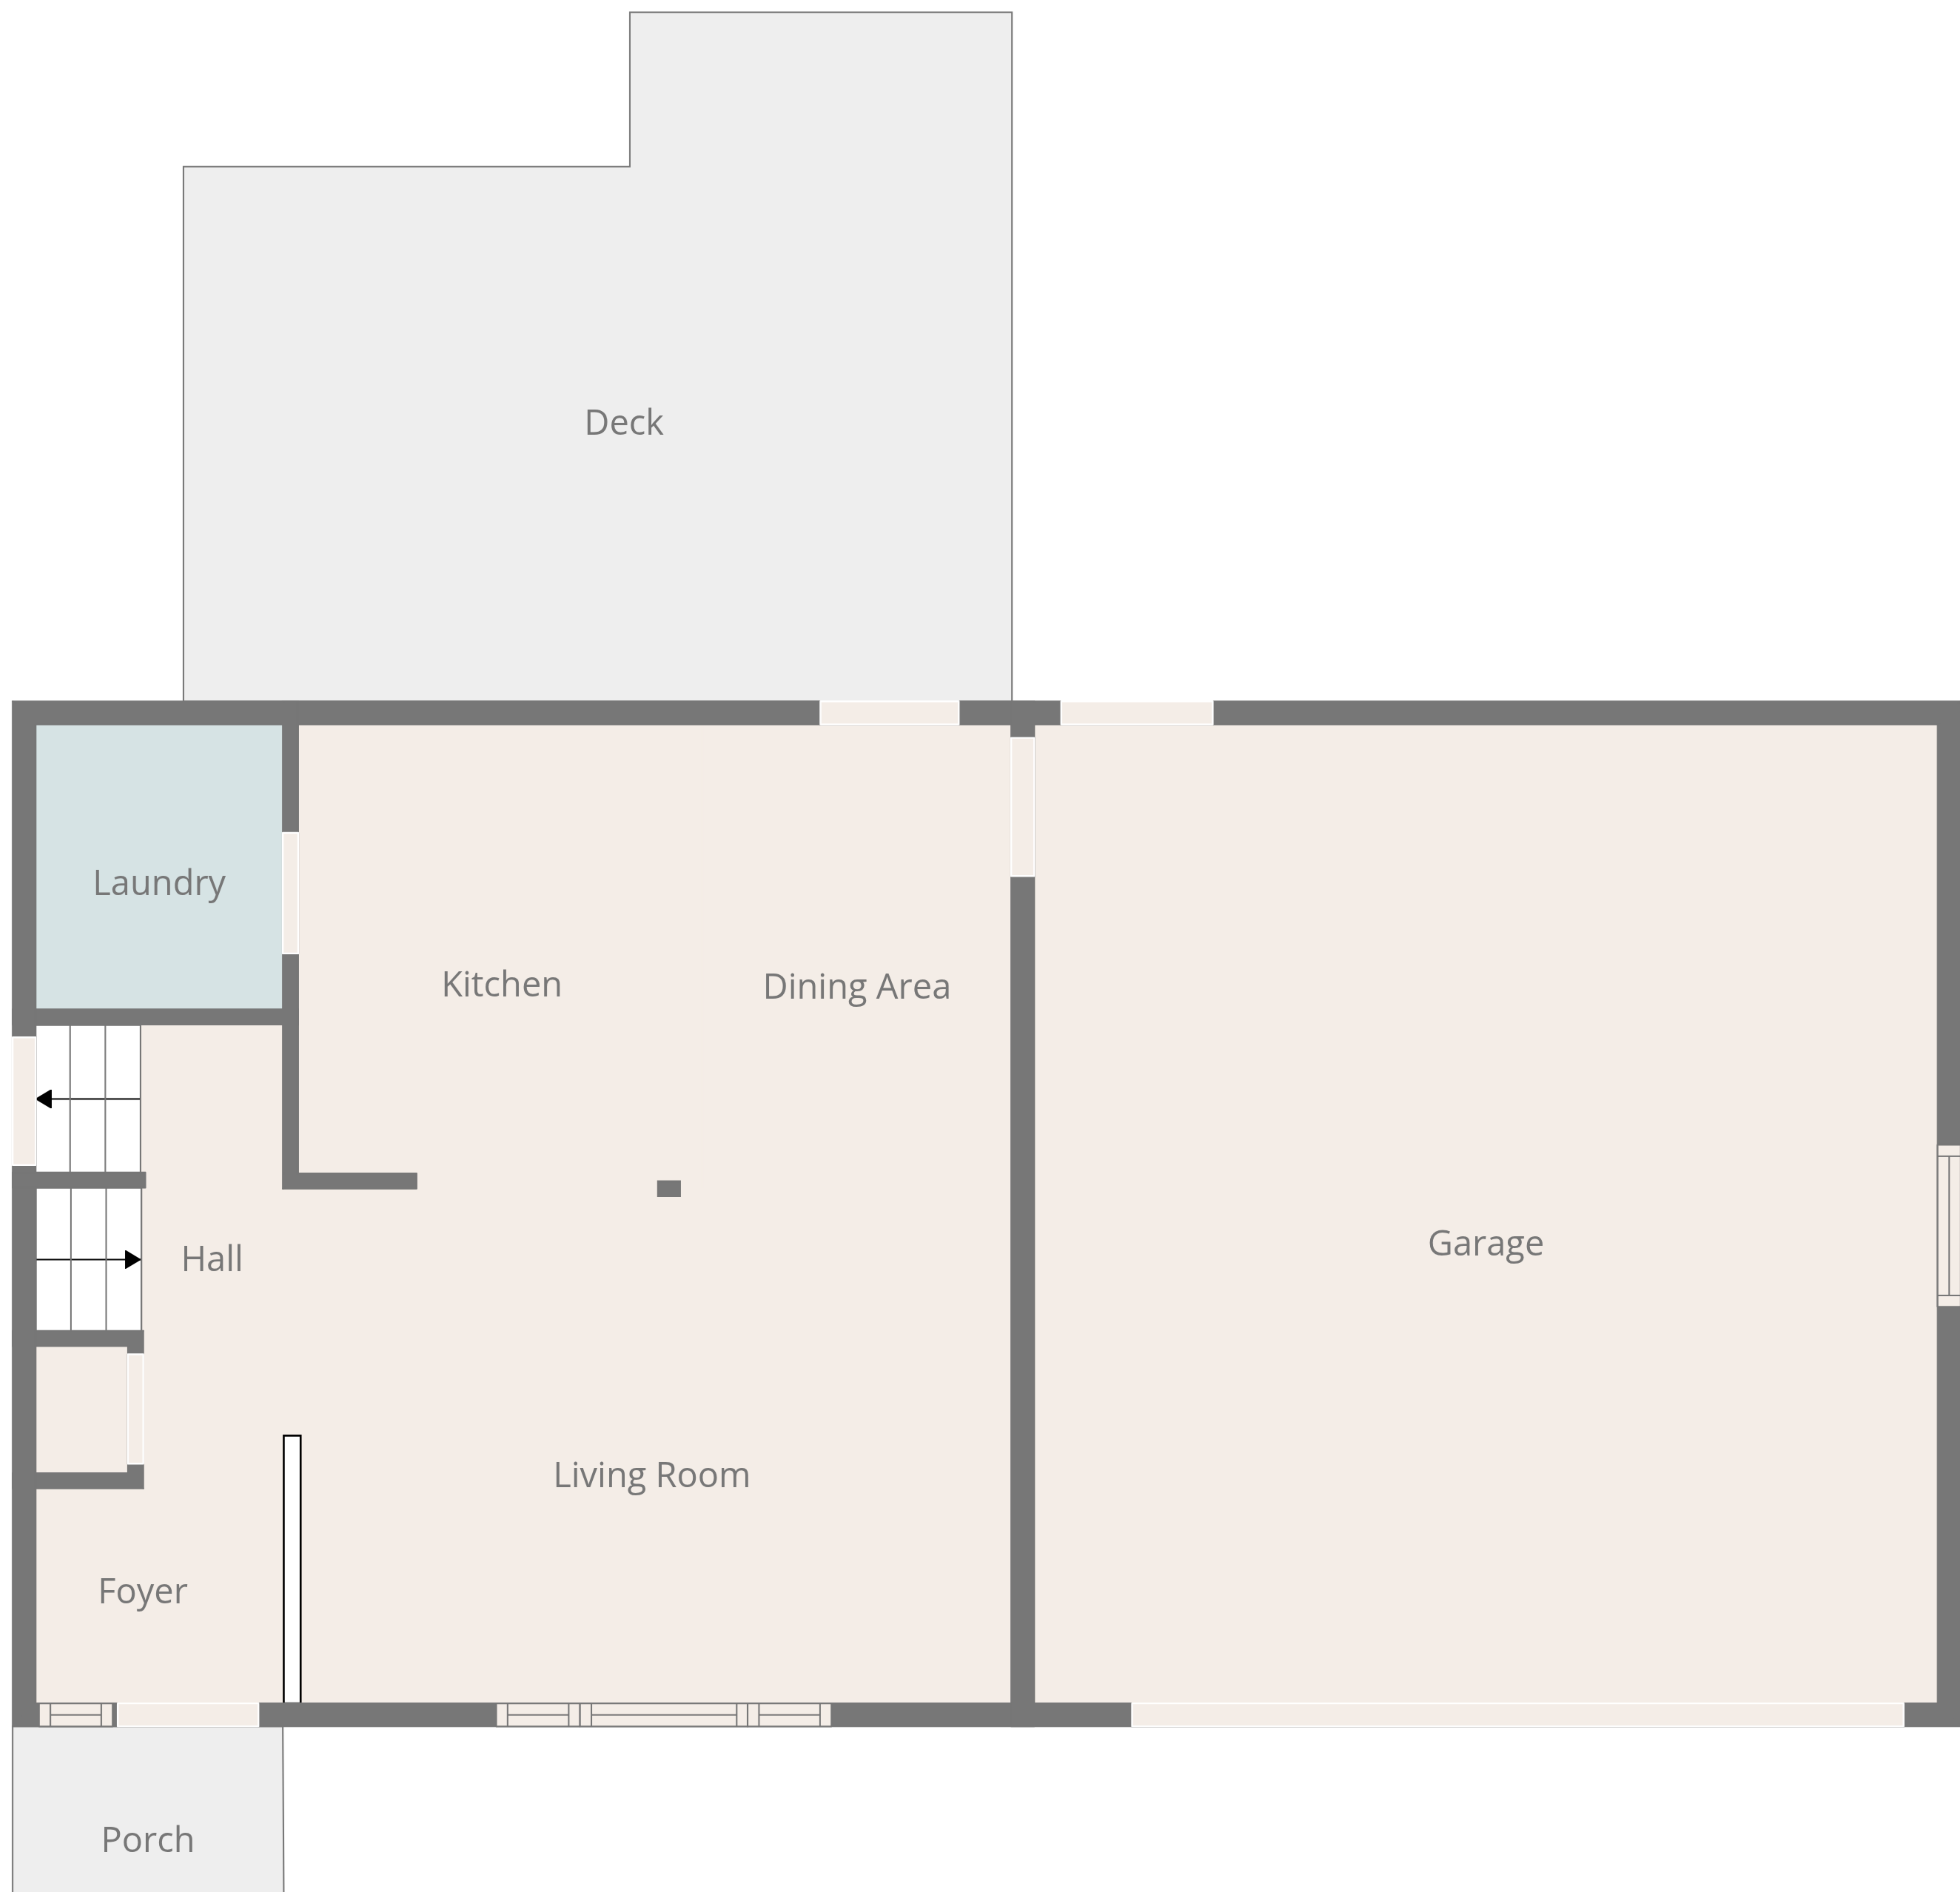 Deck
Laundry
Kitchen
Dining Area
Garage
Hall
Living Room
Foyer
Porch